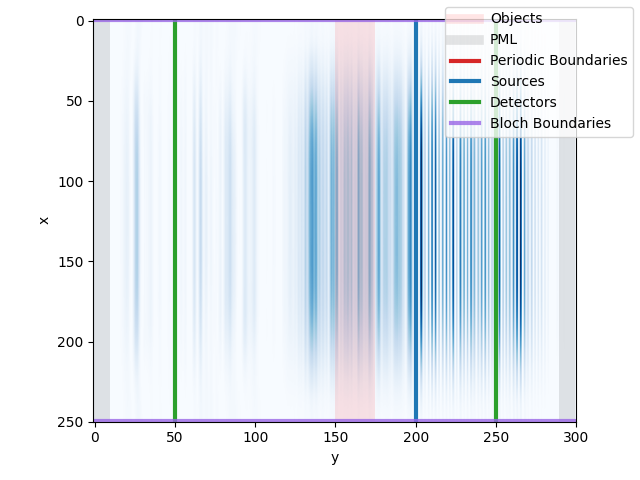 Objects
PML
Periodic Boundaries
Sources
Detectors
Bloch Boundaries
0
50
100
150
200
250
x
0 50 100 150 200 250 300
y